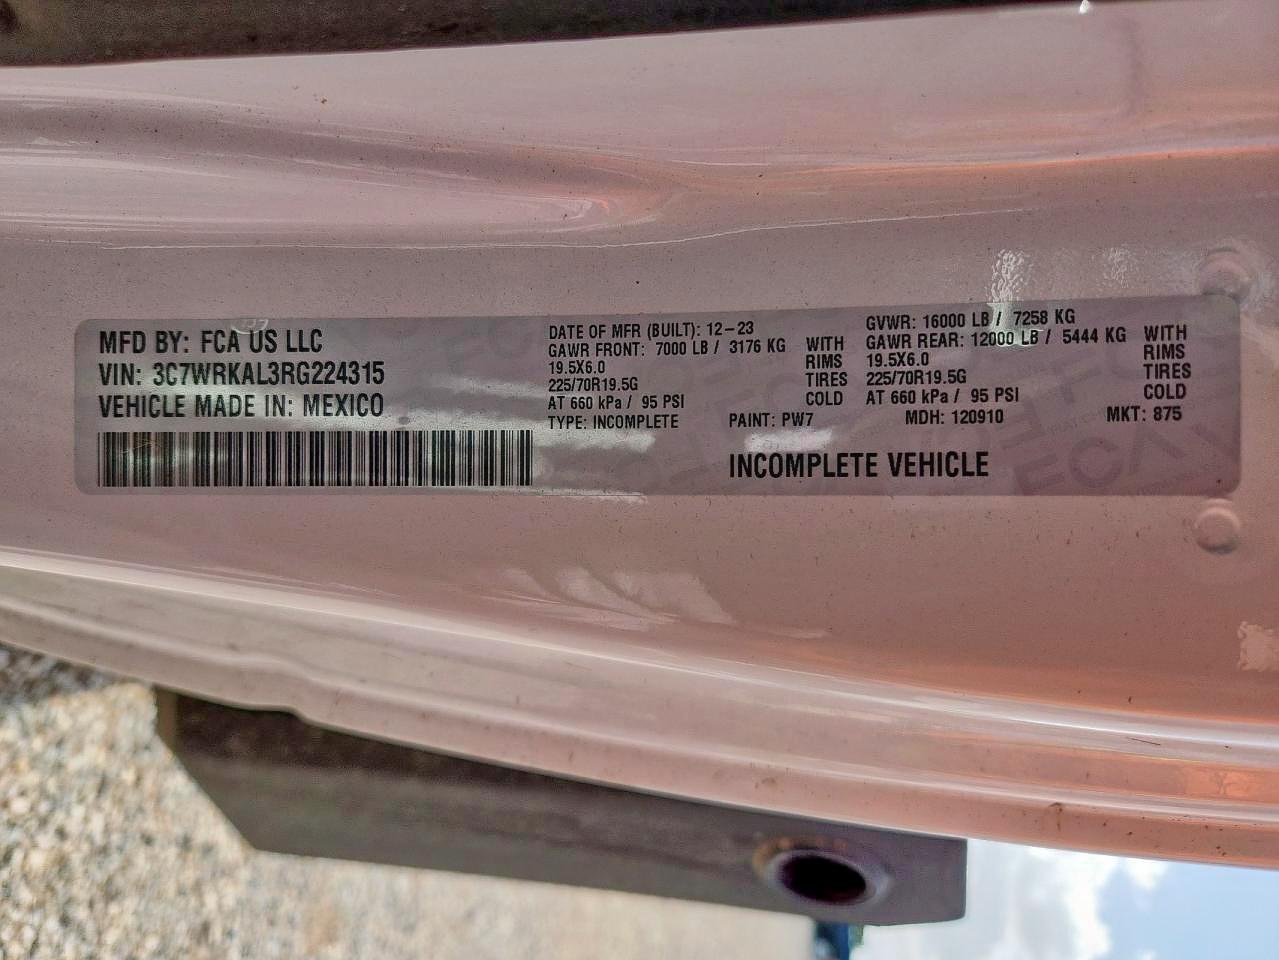 MFD BY: FCA US LLC
VIN: 3C7WRKAL3RG224315
VEHICLE MADE IN: MEXICO
DATE OF MFR (BUILT): 12-23
GAWR FRONT: 7000 LB / 3176 KG WITH
19.5X6.0 RIMS
225/70R19.5G TIRES
AT 660 kPa / 95 PSI COLD
GVWR: 16000 LB / 7258 KG
GAWR REAR: 12000 LB / 5444 KG WITH
19.5X6.0 RIMS
225/70R19.5G TIRES
AT 660 kPa / 95 PSI COLD
TYPE: INCOMPLETE PAINT: PW7 MDH: 120910 MKT: 875
INCOMPLETE VEHICLE
FCA